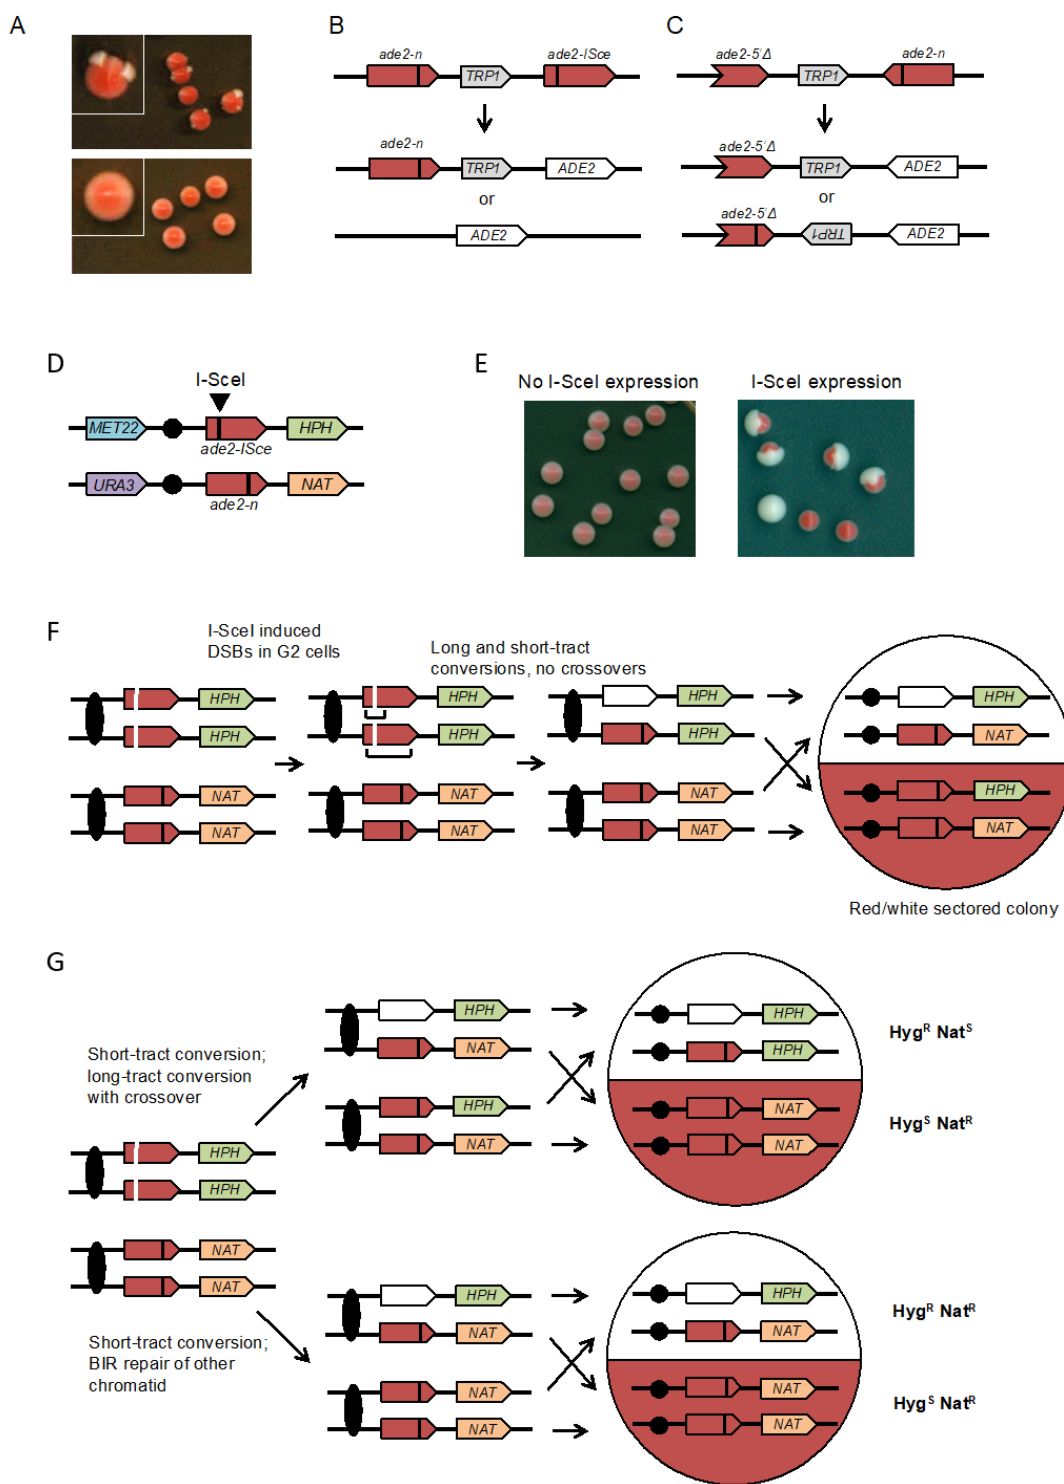 A
B
C
ade2-n
ade2-ISce
TRP1
ade2-n
TRP1
ADE2
or
ADE2
ade2-5'Δ
ade2-n
TRP1
ade2-5'Δ
TRP1
ADE2
or
ade2-5'Δ
TRP1
ADE2
D
I-SceI
MET22
HPH
ade2-ISce
URA3
NAT
ade2-n
E
No I-SceI expression
I-SceI expression
F
I-SceI induced
DSBs in G2 cells
Long and short-tract
conversions, no crossovers
HPH
HPH
NAT
NAT
HPH
HPH
NAT
NAT
HPH
HPH
NAT
NAT
HPH
NAT
HPH
NAT
Red/white sectored colony
G
Short-tract conversion;
long-tract conversion
with crossover
HPH
HPH
NAT
NAT
Short-tract conversion;
BIR repair of other
chromatid
HPH
NAT
HPH
NAT
HPH
HPH
NAT
NAT
Hyg^R Nat^S
Hyg^S Nat^R
HPH
NAT
NAT
NAT
HPH
NAT
NAT
NAT
Hyg^R Nat^R
Hyg^S Nat^R